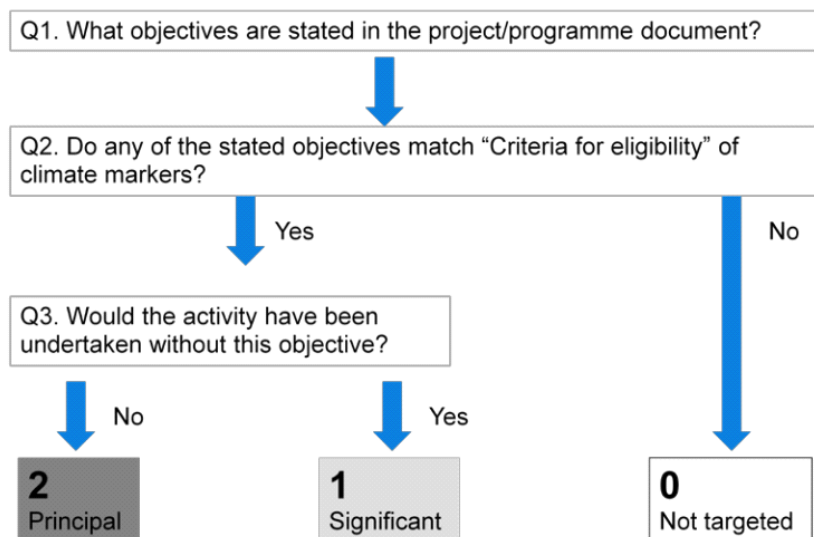 Q1. What objectives are stated in the project/programme document?
Q2. Do any of the stated objectives match “Criteria for eligibility” of
climate markers?
Yes
No
Q3. Would the activity have been
undertaken without this objective?
No
Yes
2
Principal
1
Significant
0
Not targeted